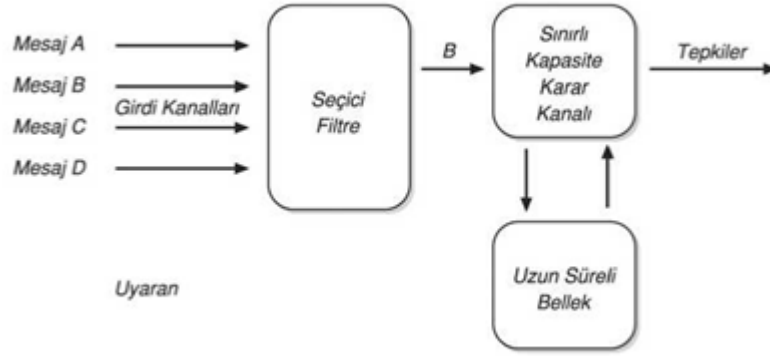 Mesaj A
Mesaj B
Girdi Kanalları
Mesaj C
Mesaj D
Uyaran
Seçici
Filtre
B
Sınırlı
Kapasite
Karar
Kanalı
Tepkiler
Uzun Süreli
Bellek